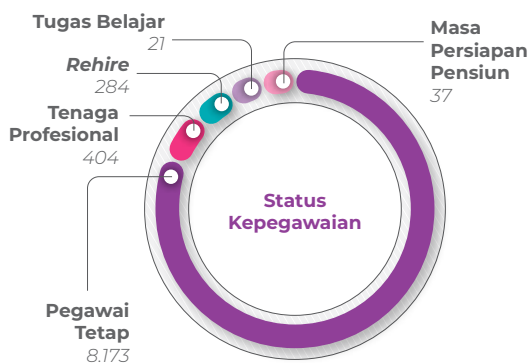 Tugas Belajar
21
Rehire
284
Tenaga
Profesional
404
Masa
Persiapan
Pensiun
37
Status
Kepegawaian
Pegawai
Tetap
8.173